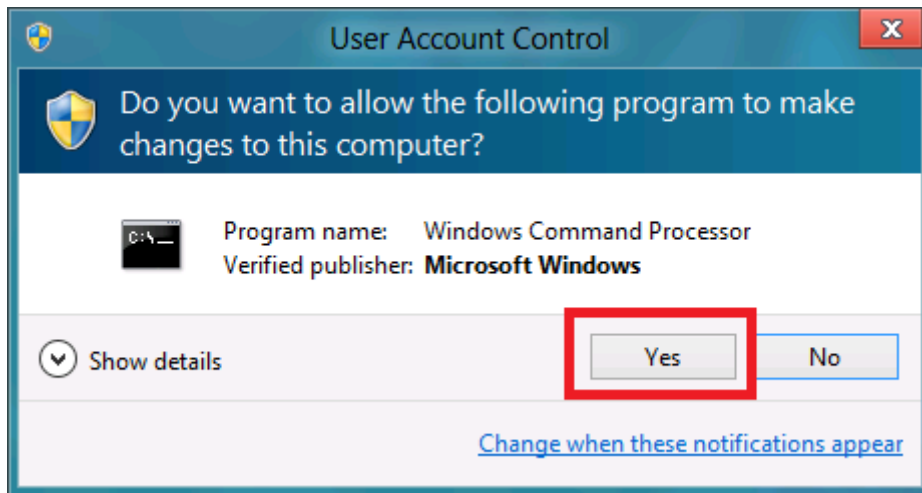 User Account Control
x
Do you want to allow the following program to make
changes to this computer?
C:\_
Program name: Windows Command Processor
Verified publisher: Microsoft Windows
Show details
Yes
No
Change when these notifications appear